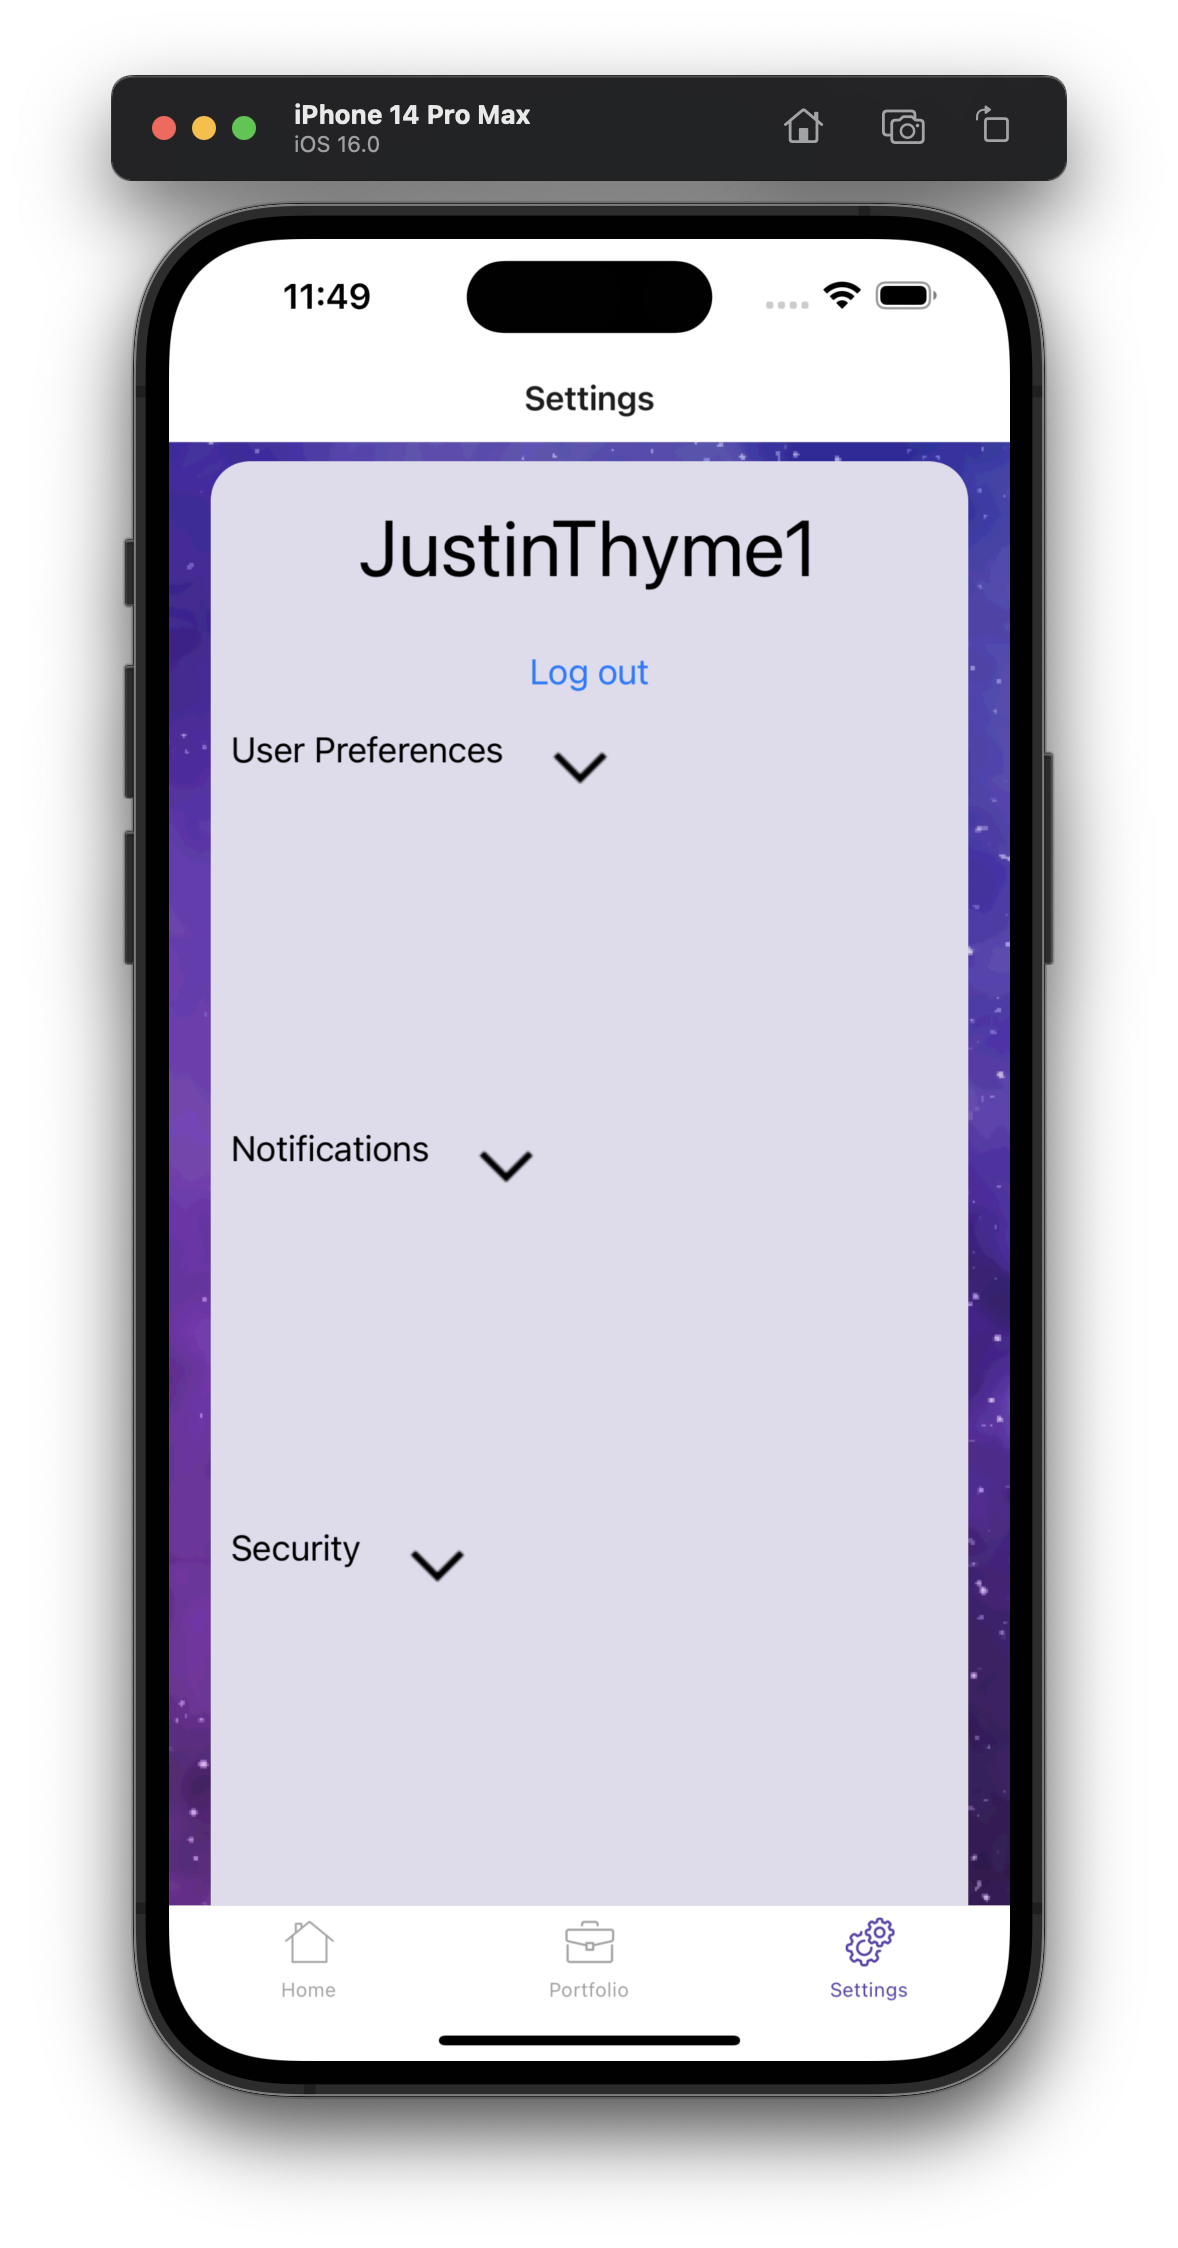 iPhone 14 Pro Max
iOS 16.0
11:49
Settings
JustinThyme1
Log out
User Preferences
Notifications
Security
Home
Portfolio
Settings